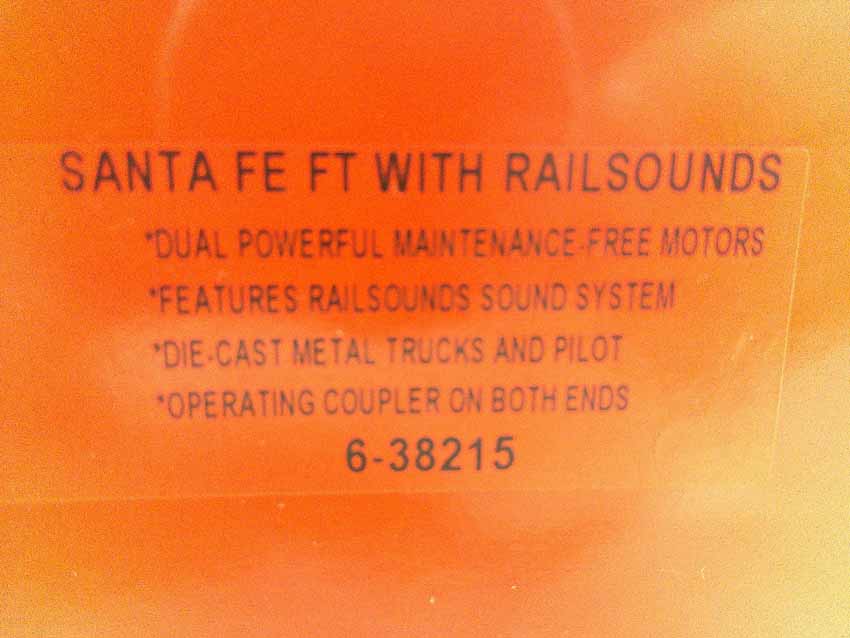 SANTA FE FT WITH RAILSOUNDS
*DUAL POWERFUL MAINTENANCE-FREE MOTORS
*FEATURES RAILSOUNDS SOUND SYSTEM
*DIE-CAST METAL TRUCKS AND PILOT
*OPERATING COUPLER ON BOTH ENDS
6-38215